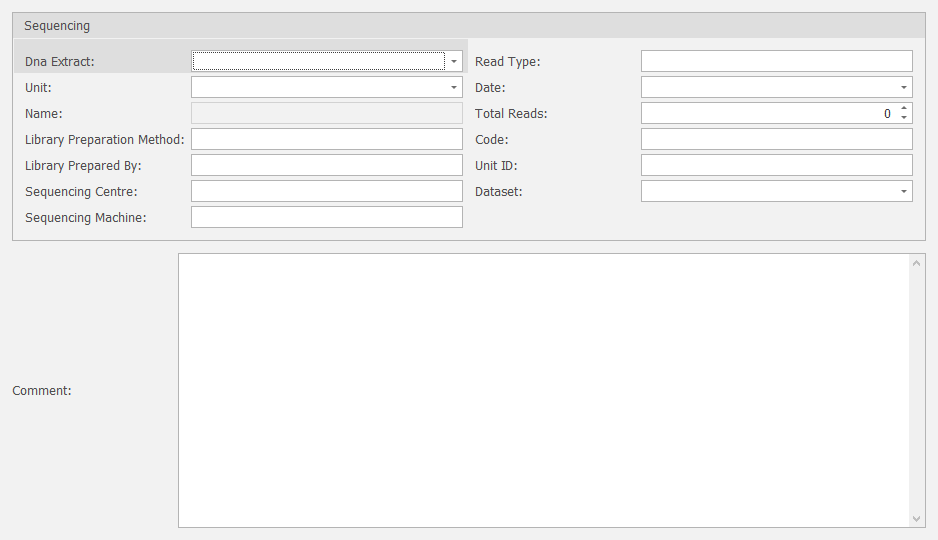 Sequencing
Dna Extract:
Unit:
Name:
Library Preparation Method:
Library Prepared By:
Sequencing Centre:
Sequencing Machine:
Read Type:
Date:
Total Reads: 0
Code:
Unit ID:
Dataset:
Comment: